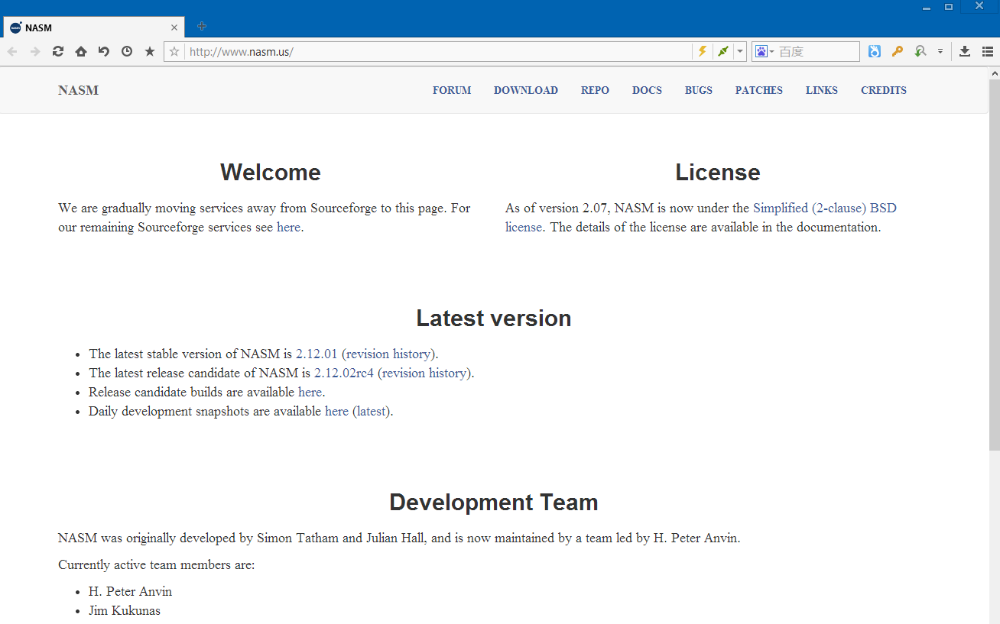 NASM
http://www.nasm.us/
百度
NASM
FORUM DOWNLOAD REPO DOCS BUGS PATCHES LINKS CREDITS
Welcome
We are gradually moving services away from Sourceforge to this page. For
our remaining Sourceforge services see here.
License
As of version 2.07, NASM is now under the Simplified (2-clause) BSD
license. The details of the license are available in the documentation.
Latest version
The latest stable version of NASM is 2.12.01 (revision history).
The latest release candidate of NASM is 2.12.02rc4 (revision history).
Release candidate builds are available here.
Daily development snapshots are available here (latest).
Development Team
NASM was originally developed by Simon Tatham and Julian Hall, and is now maintained by a team led by H. Peter Anvin.
Currently active team members are:
H. Peter Anvin
Jim Kukunas